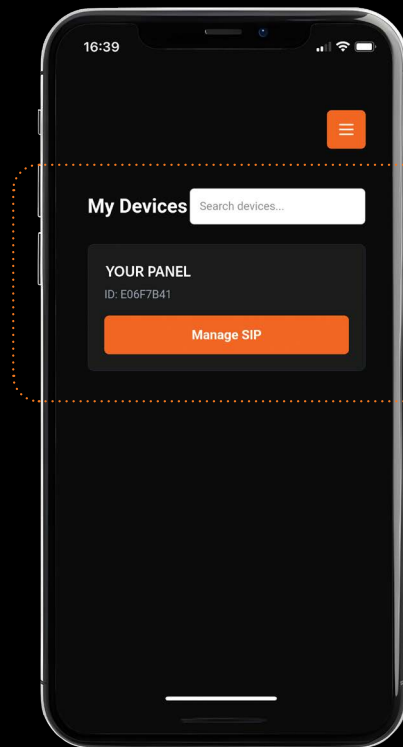 16:39
My Devices
Search devices...
YOUR PANEL
ID: E06F7B41
Manage SIP